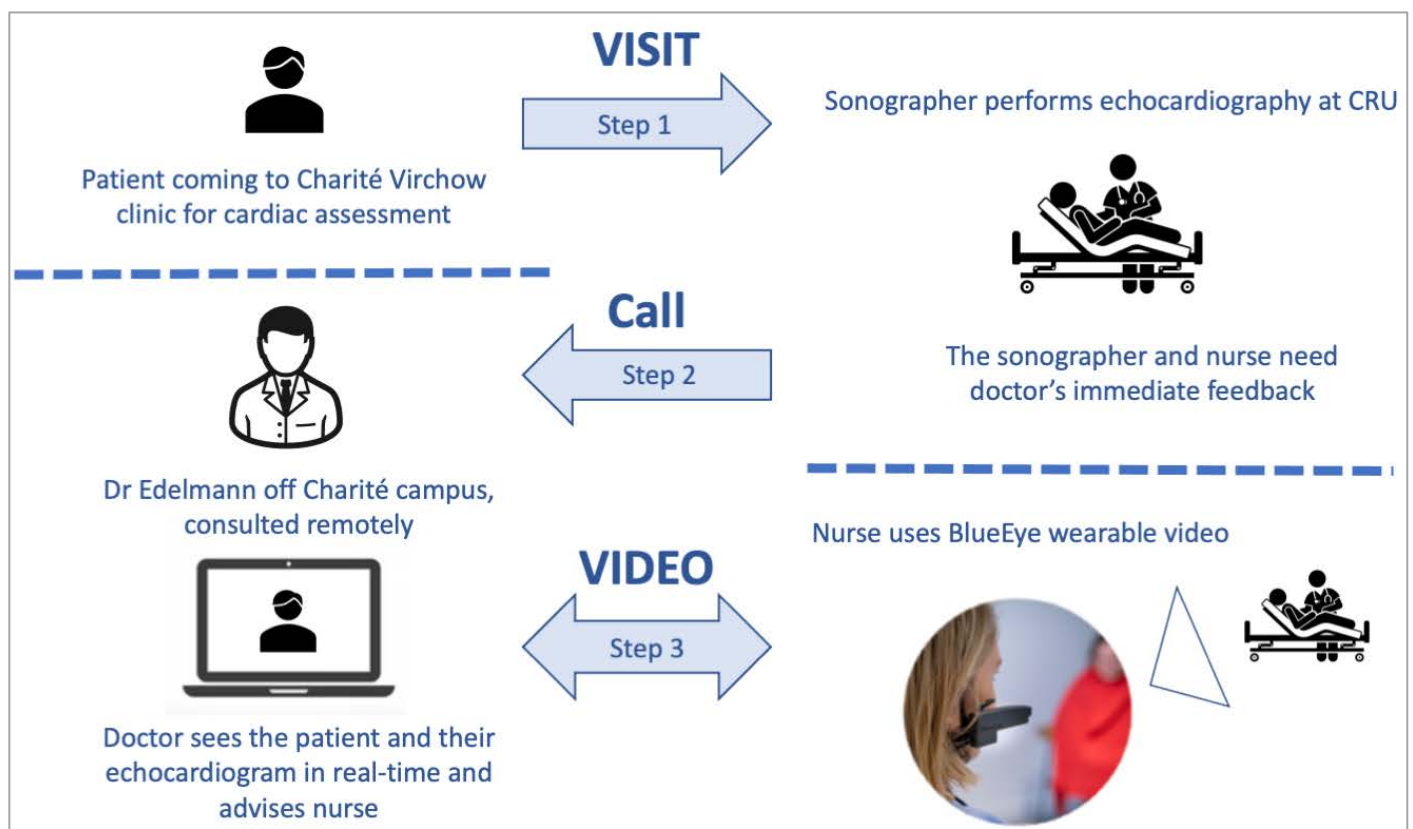 VISIT
Step 1
Patient coming to Charité Virchow
clinic for cardiac assessment
Sonographer performs echocardiography at CRU
The sonographer and nurse need
doctor's immediate feedback
Call
Step 2
Dr Edelmann off Charité campus,
consulted remotely
VIDEO
Step 3
Nurse uses BlueEye wearable video
Doctor sees the patient and their
echocardiogram in real-time and
advises nurse